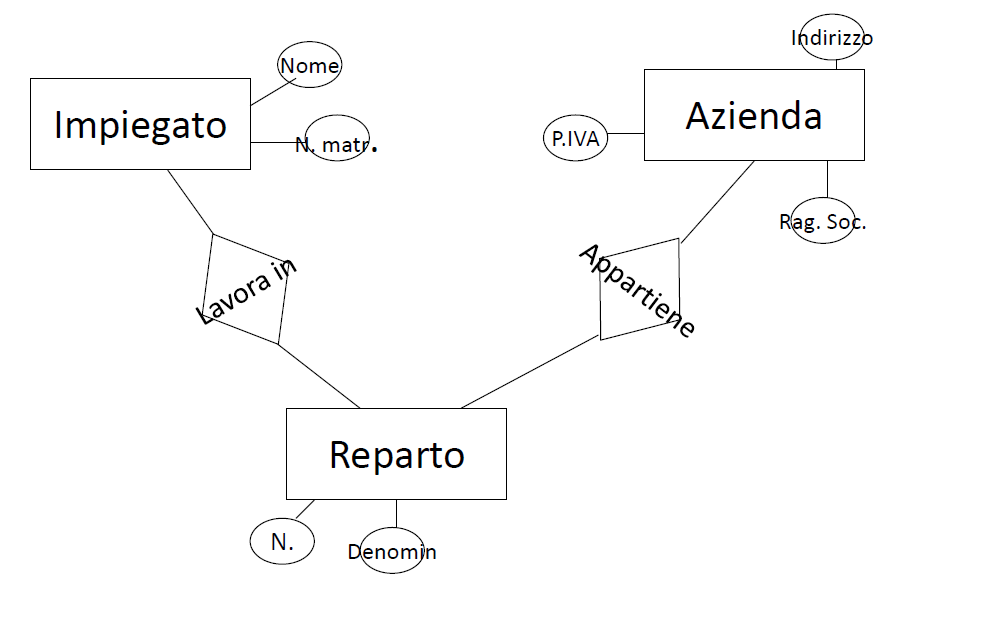 Indirizzo
Nome
Impiegato
Azienda
P.IVA
N. matr.
Rag. Soc.
Lavora in
Appartiene
Reparto
N.
Denomin